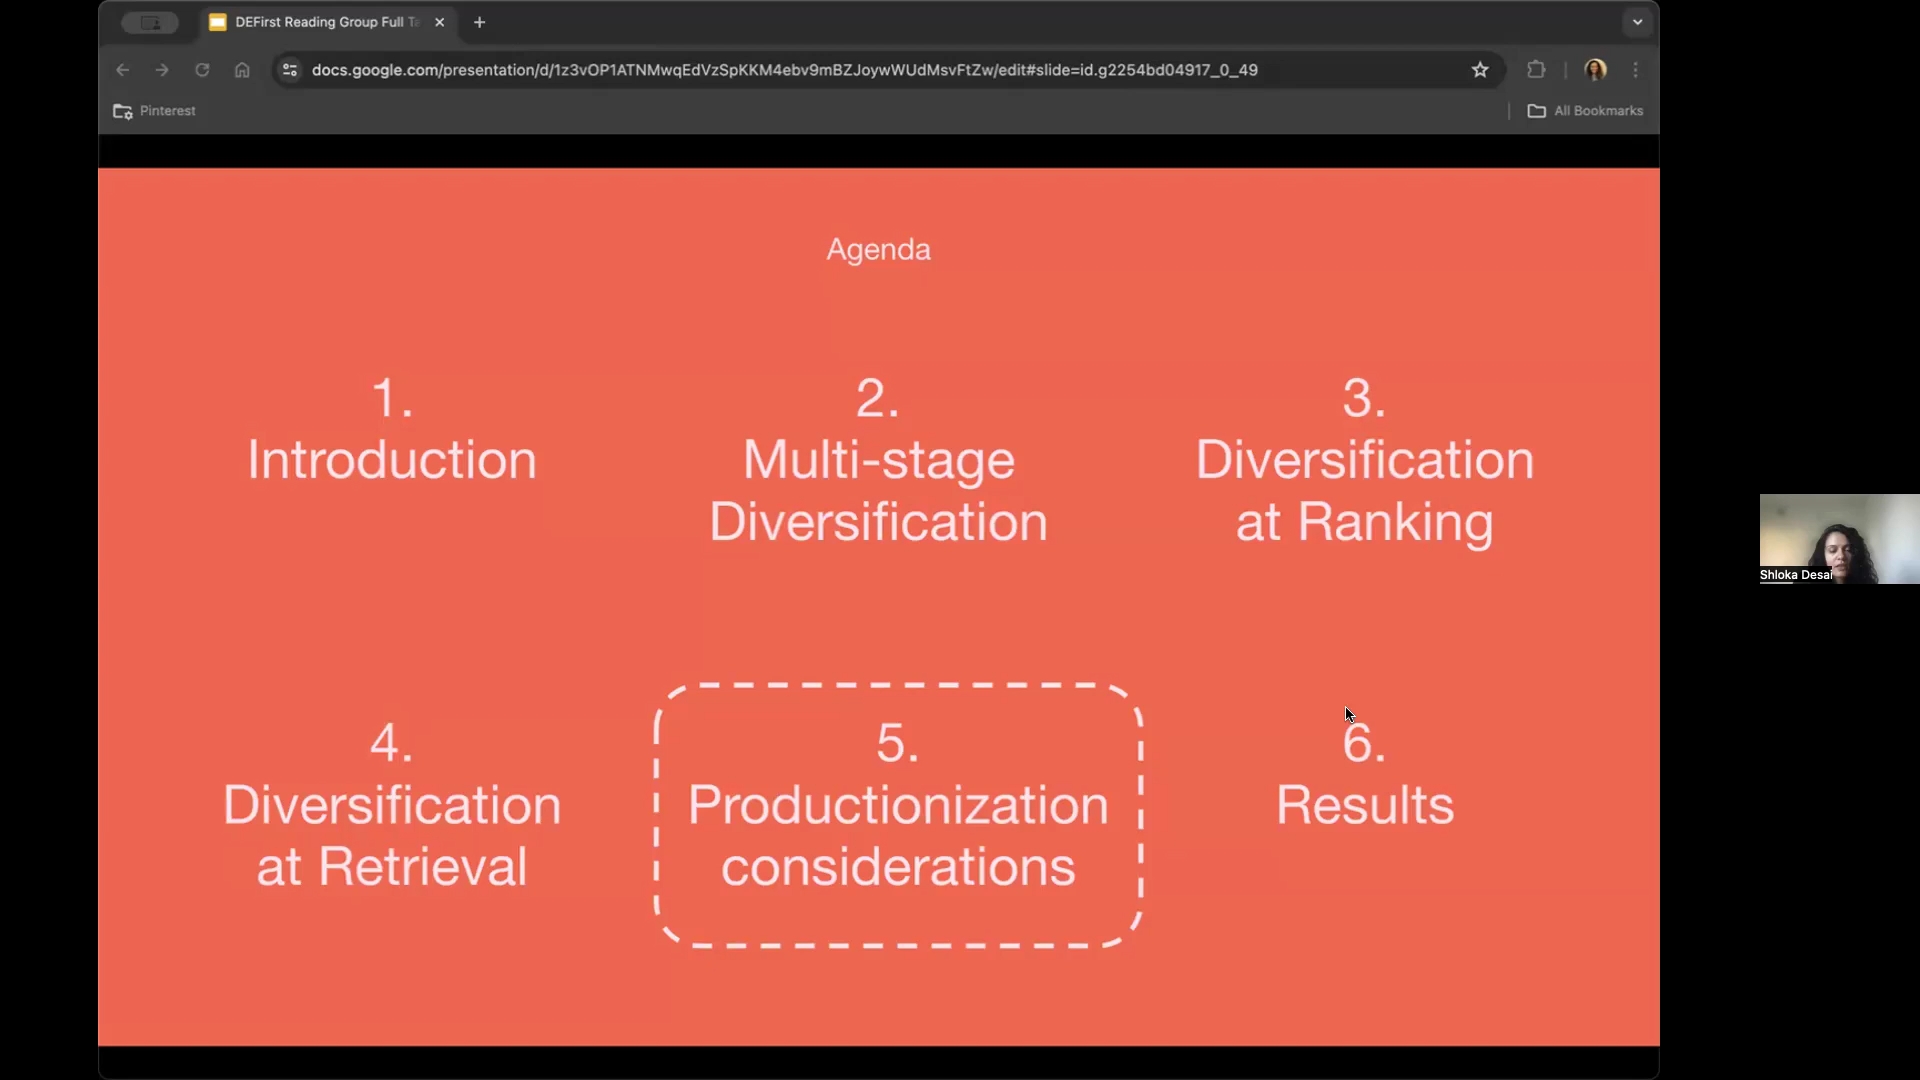 DEFirst Reading Group Full Ta
docs.google.com/presentation/d/1z3vOP1ATNMwqEdVzSpKKM4ebv9mBZJoywWUdMsvFtZw/edit#slide=id.g2254bd04917_0_49
Pinterest
All Bookmarks
Agenda
1.
Introduction
2.
Multi-stage
Diversification
3.
Diversification
at Ranking
4.
Diversification
at Retrieval
5.
Productionization
considerations
6.
Results
Shloka Desai